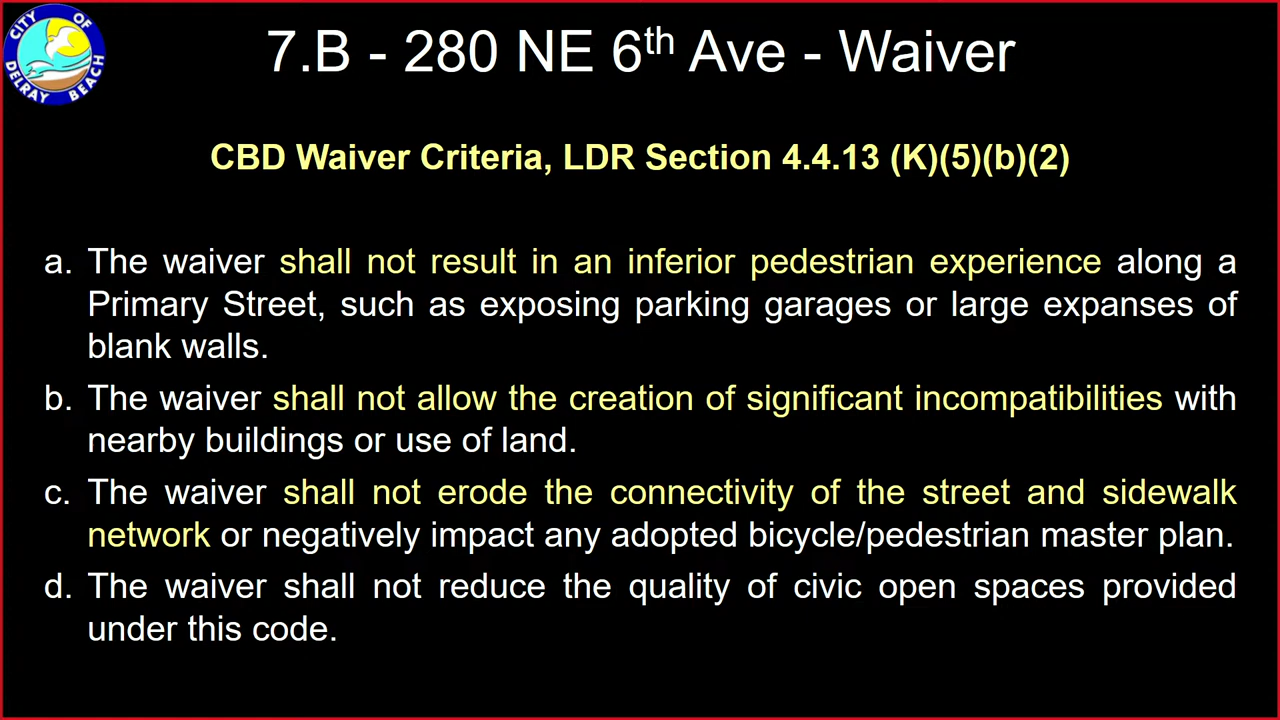 CITY OF
DELRAY BEACH
7.B - 280 NE 6th Ave - Waiver
CBD Waiver Criteria, LDR Section 4.4.13 (K)(5)(b)(2)
a. The waiver shall not result in an inferior pedestrian experience along a
Primary Street, such as exposing parking garages or large expanses of
blank walls.
b. The waiver shall not allow the creation of significant incompatibilities with
nearby buildings or use of land.
c. The waiver shall not erode the connectivity of the street and sidewalk
network or negatively impact any adopted bicycle/pedestrian master plan.
d. The waiver shall not reduce the quality of civic open spaces provided
under this code.